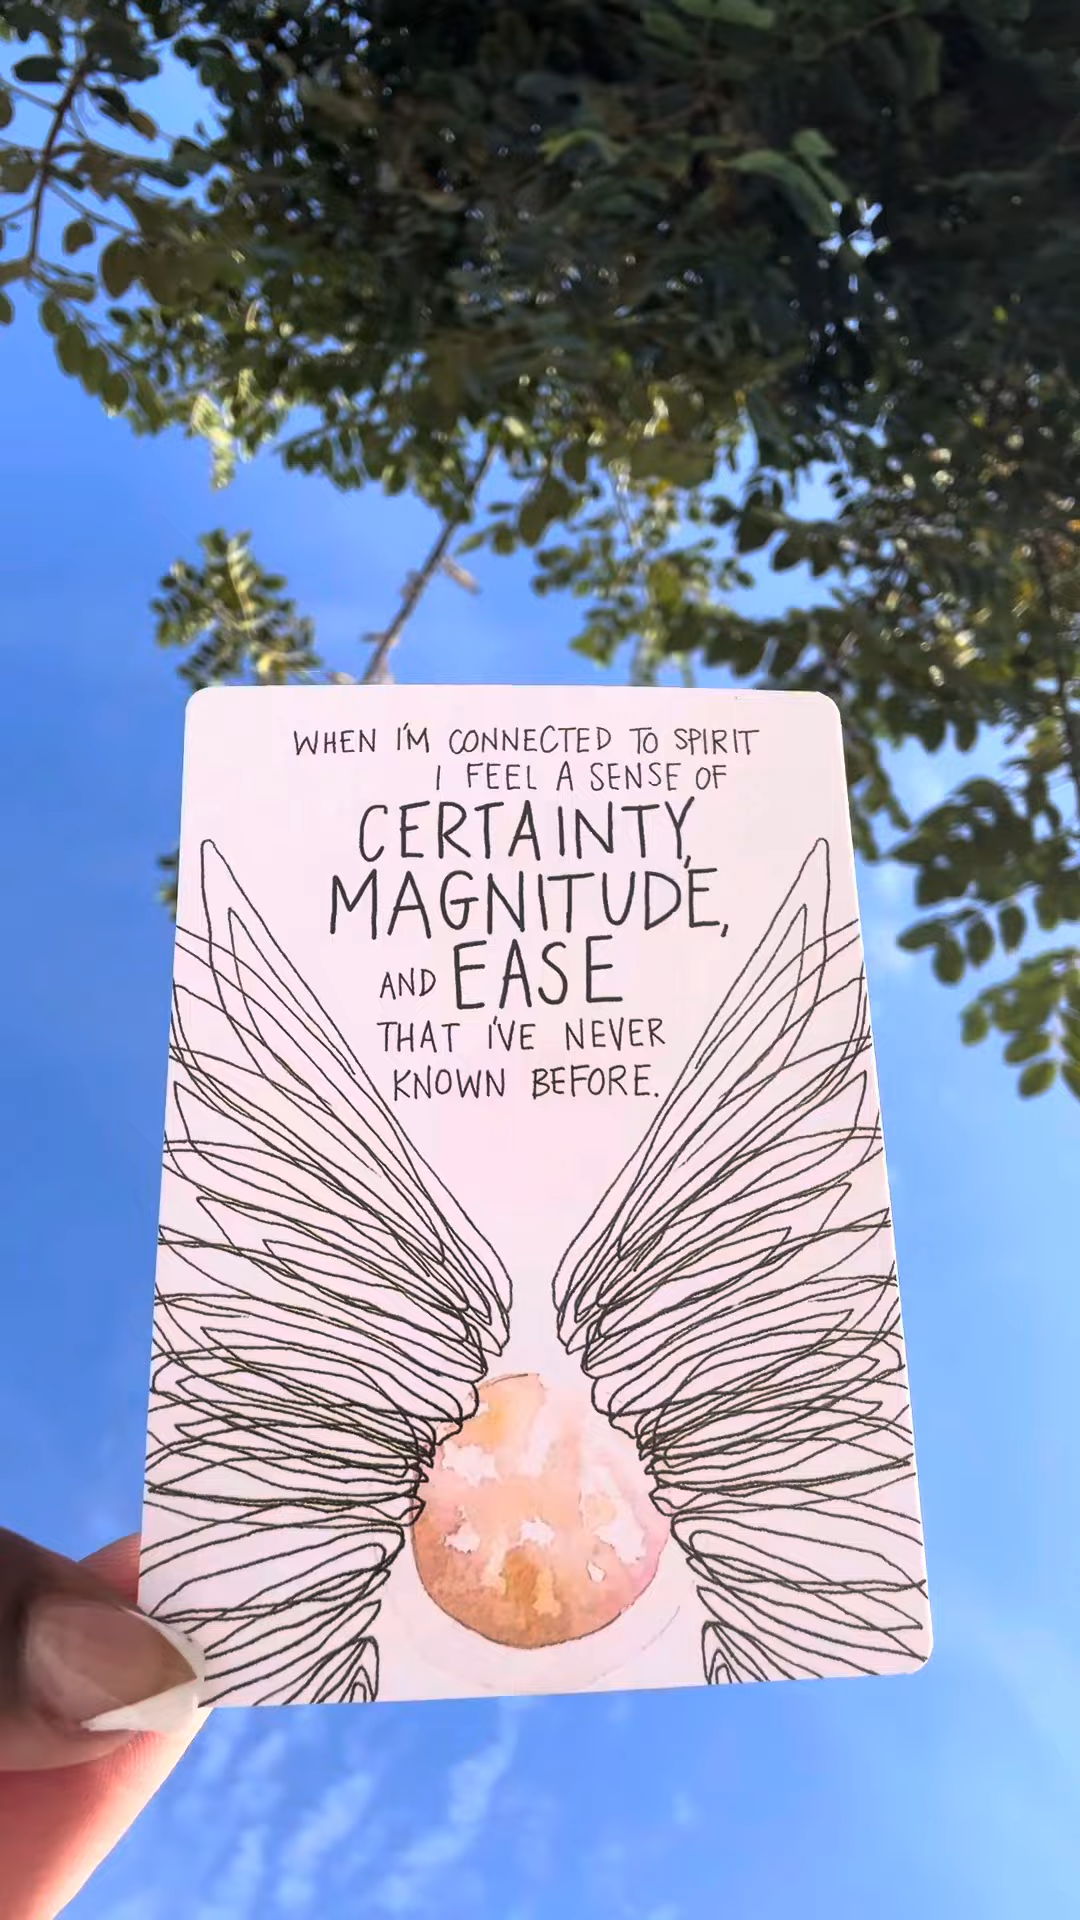 WHEN I'M CONNECTED TO SPIRIT
I FEEL A SENSE OF
CERTAINTY,
MAGNITUDE,
AND EASE
THAT I'VE NEVER
KNOWN BEFORE.